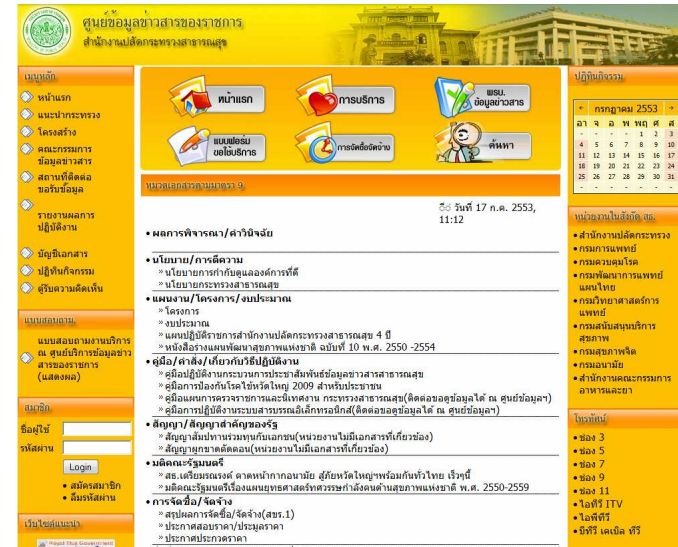 ศูนย์ข้อมูลข่าวสารของราชการ
สำนักงานปลัดกระทรวงสาธารณสุข
เมนูหลัก
หน้าแรก
แนะนำกระทรวง
โครงสร้าง
คณะกรรมการ
ข้อมูลข่าวสาร
สถานที่ติดต่อ
ขอรับข้อมูล
รายงานผลการ
ปฏิบัติงาน
บัญชีเอกสาร
ปฏิทินกิจกรรม
ตู้รับความคิดเห็น
แบบสอบถาม
แบบสอบถามงานบริการ
ณ ศูนย์บริการข้อมูลข่าว
สารของราชการ
(แสดงผล)
สมาชิก
ชื่อผู้ใช้
รหัสผ่าน
Login
• สมัครสมาชิก
• ลืมรหัสผ่าน
เว็บไซต์แนะนำ
Royal Thai Government
หน้าแรก
การบริการ
พรบ.
ข้อมูลข่าวสาร
แบบฟอร์ม
ขอใช้บริการ
การจัดซื้อจัดจ้าง
ค้นหา
หมวดเอกสารตามมาตรา 9
วันที่ 17 ก.ค. 2553,
11:12
• ผลการพิจารณา/คำวินิจฉัย
• นโยบาย/การตีความ
» นโยบายการกำกับดูแลองค์การที่ดี
» นโยบายกระทรวงสาธารณสุข
• แผนงาน/โครงการ/งบประมาณ
» โครงการ
» งบประมาณ
» แผนปฏิบัติราชการสำนักงานปลัดกระทรวงสาธารณสุข 4 ปี
» หนังสือร่างแผนพัฒนาสุขภาพแห่งชาติ ฉบับที่ 10 พ.ศ. 2550 -2554
• คู่มือ/คำสั่ง/เกี่ยวกับวิธีปฏิบัติงาน
» คู่มือปฏิบัติงานกระบวนการประชาสัมพันธ์ข้อมูลข่าวสารสาธารณสุข
» คู่มือการป้องกันโรคไข้หวัดใหญ่ 2009 สำหรับประชาชน
» คู่มือแผนการตรวจราชการและนิเทศงาน กระทรวงสาธารณสุข(ติดต่อขอดูข้อมูลได้ ณ ศูนย์ข้อมูลฯ)
» คู่มือการปฏิบัติงานระบบสารบรรณอิเล็กทรอนิกส์(ติดต่อขอดูข้อมูลได้ ณ ศูนย์ข้อมูลฯ)
• สัญญา/สัญญาสำคัญของรัฐ
» สัญญาสัมปทานร่วมทุนกับเอกชน(หน่วยงานไม่มีเอกสารที่เกี่ยวข้อง)
» สัญญาผูกขาดตัดตอน(หน่วยงานไม่มีเอกสารที่เกี่ยวข้อง)
• มติคณะรัฐมนตรี
» สธ.เตรียมรณรงค์ คาดหน้ากากอนามัย สู้ภัยหวัดใหญ่ฯพร้อมกันทั่วไทย เร็วๆนี้
» มติคณะรัฐมนตรีเรื่องแผนยุทธศาสตร์ทศวรรษกำลังคนด้านสุขภาพแห่งชาติ พ.ศ. 2550-2559
• การจัดซื้อ/จัดจ้าง
» สรุปผลการจัดซื้อ/จัดจ้าง(สขร.1)
» ประกาศสอบราคา/ประมูลราคา
» ประกาศประกวดราคา
ปฏิทินกิจกรรม
กรกฎาคม 2553
อา จ อ พ พฤ ศ ส
- - - - 1 2 3
4 5 6 7 8 9 10
11 12 13 14 15 16 17
18 19 20 21 22 23 24
25 26 27 28 29 30 31
- - - - - - -
หน่วยงานในสังกัด สธ.
• สำนักงานปลัดกระทรวง
• กรมการแพทย์
• กรมควบคุมโรค
• กรมพัฒนาการแพทย์
แผนไทย
• กรมวิทยาศาสตร์การ
แพทย์
• กรมสนับสนุนบริการ
สุขภาพ
• กรมสุขภาพจิต
• กรมอนามัย
• สำนักงานคณะกรรมการ
อาหารและยา
โทรทัศน์
• ช่อง 3
• ช่อง 5
• ช่อง 7
• ช่อง 9
• ช่อง 11
• ไอทีวี ITV
• ไอพีทีวี
• บีทีวี เคเบิล ทีวี